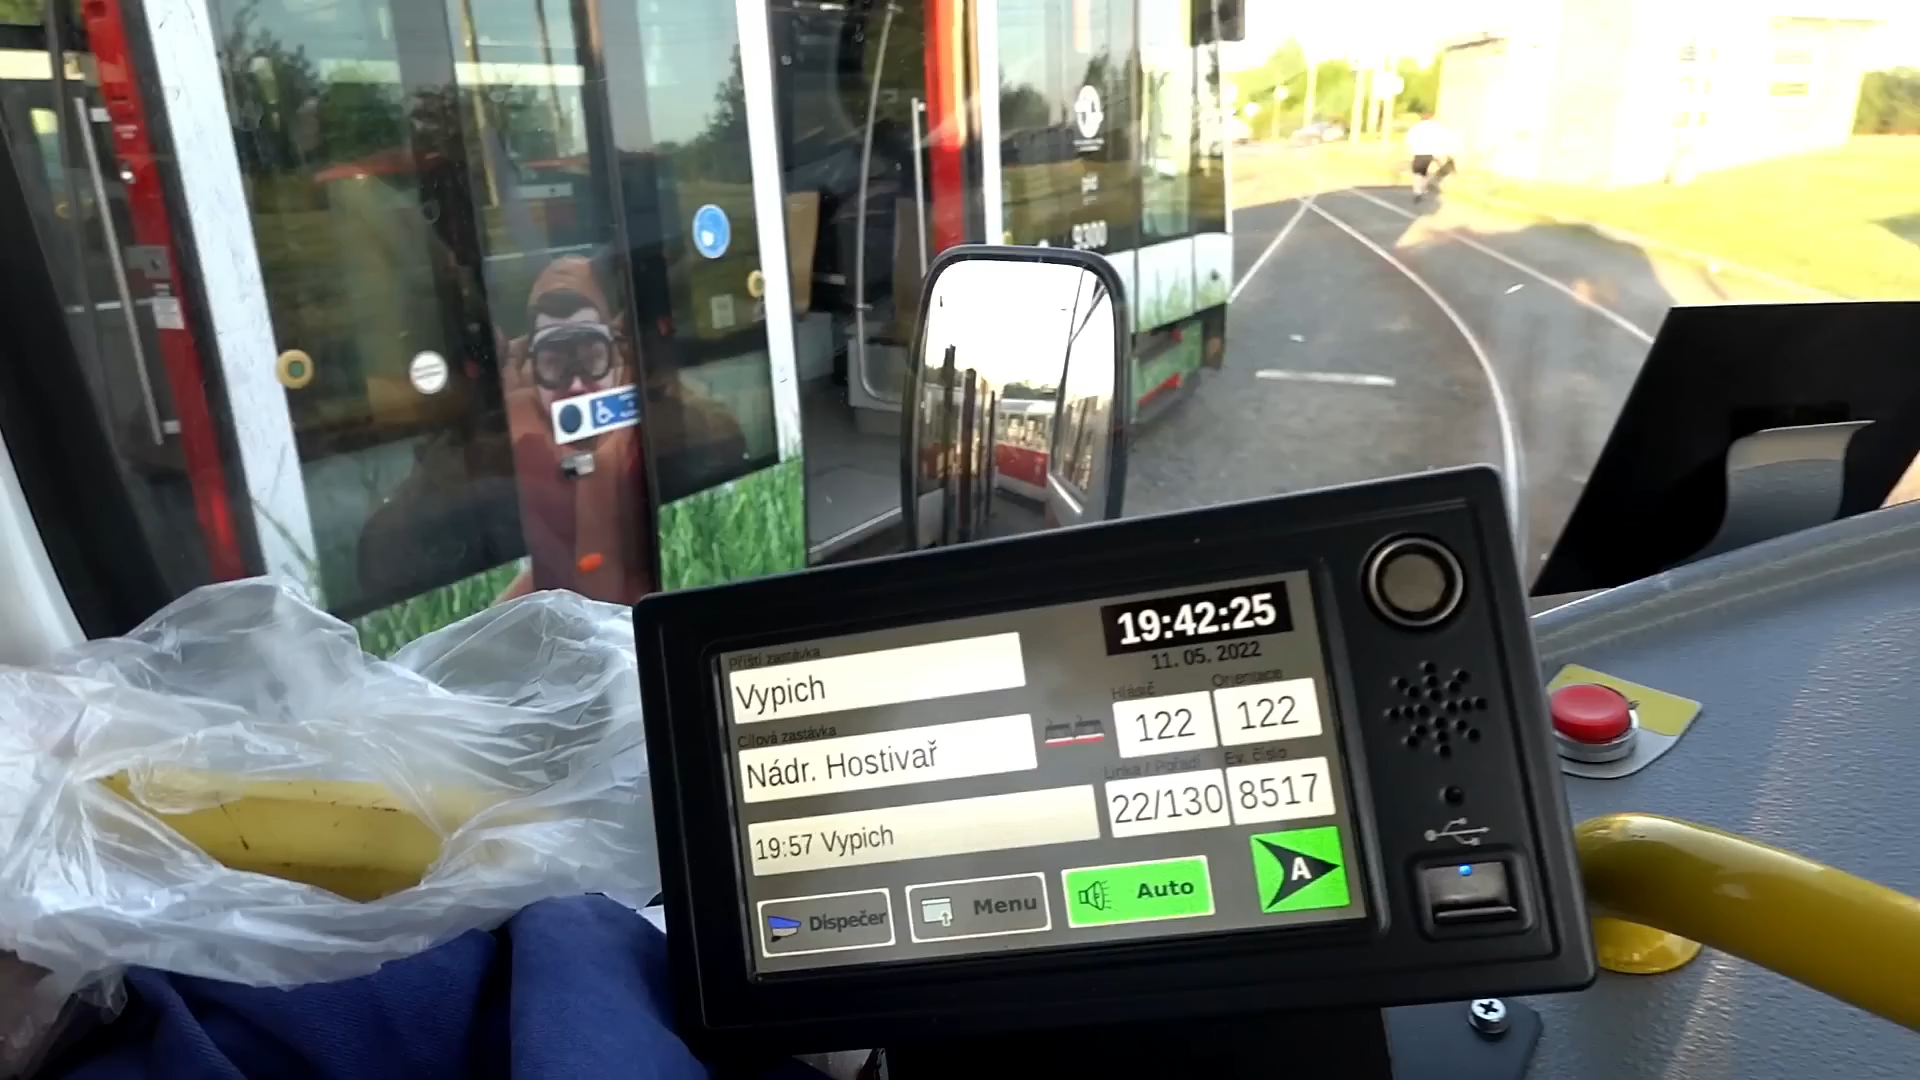 9300
19:42:25
11. 05. 2022
Příští zastávka
Vypich
Hlásič
Orientace
122
122
Cílová zastávka
Nádr. Hostivař
Linka / Pořadí
Ev. číslo
22/130
8517
19:57 Vypich
Dispečer
Menu
Auto
A